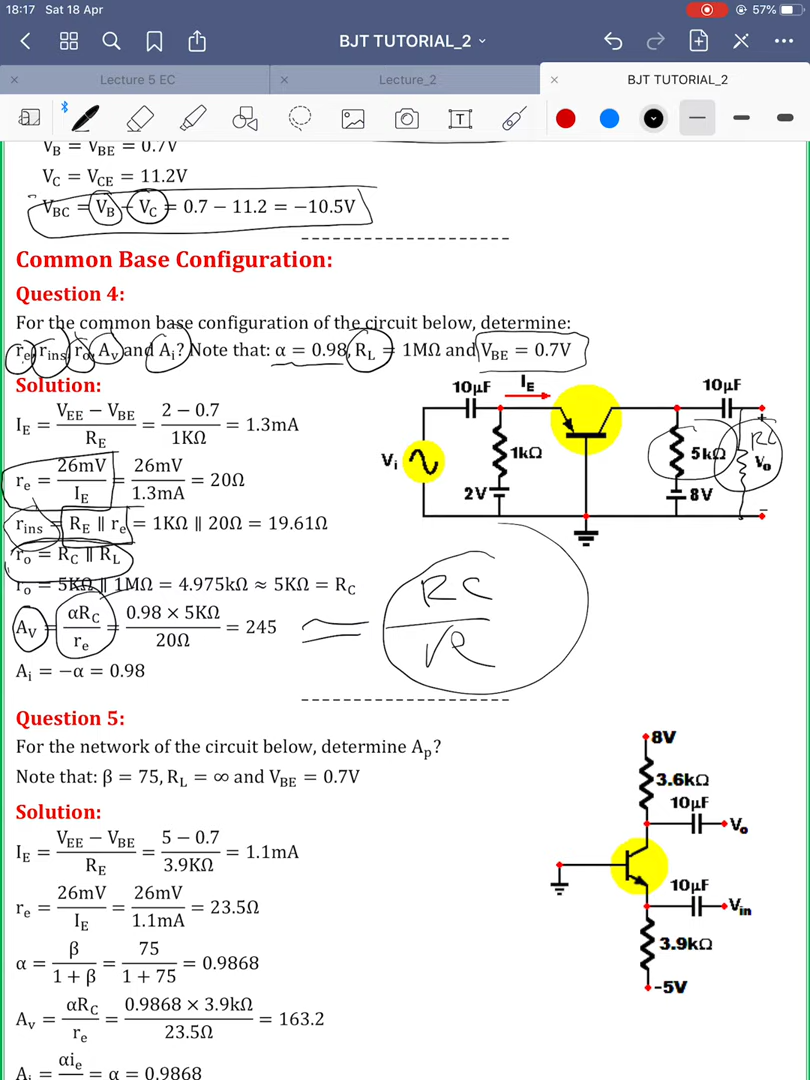 18:17 Sat 18 Apr
57%
BJT TUTORIAL_2
Lecture 5 EC
Lecture_2
BJT TUTORIAL_2
T
V_B = V_BE = 0.7V
V_C = V_CE = 11.2V
V_BC = V_B − V_C = 0.7 − 11.2 = −10.5V
Common Base Configuration:
Question 4:
For the common base configuration of the circuit below, determine:
r_e, r_ins, r_o, A_v and A_i? Note that: α = 0.98, R_L = 1MΩ and V_BE = 0.7V
Solution:
I_E = (V_EE − V_BE)/R_E = (2 − 0.7)/1KΩ = 1.3mA
r_e = 26mV/I_E = 26mV/1.3mA = 20Ω
r_ins = R_E ∥ r_e = 1KΩ ∥ 20Ω = 19.61Ω
r_o = R_C ∥ R_L
r_o = 5KΩ ∥ 1MΩ = 4.975kΩ ≈ 5KΩ = R_C
A_v = αR_C/r_e = (0.98 × 5KΩ)/20Ω = 245
A_i = −α = 0.98
10µF
I_E
10µF
V_i
1kΩ
2V
5kΩ
8V
+
V_o
−
RC
Question 5:
For the network of the circuit below, determine A_p?
Note that: β = 75, R_L = ∞ and V_BE = 0.7V
Solution:
I_E = (V_EE − V_BE)/R_E = (5 − 0.7)/3.9KΩ = 1.1mA
r_e = 26mV/I_E = 26mV/1.1mA = 23.5Ω
α = β/(1 + β) = 75/(1 + 75) = 0.9868
A_v = αR_C/r_e = (0.9868 × 3.9kΩ)/23.5Ω = 163.2
A_i = αi_e = α = 0.9868
8V
3.6kΩ
10µF
V_o
10µF
V_in
3.9kΩ
-5V